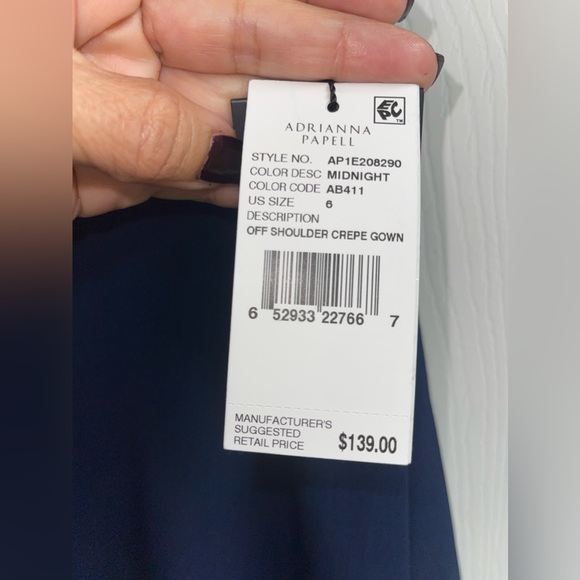 EPC™
ADRIANNA
PAPELL
STYLE NO. AP1E208290
COLOR DESC MIDNIGHT
COLOR CODE AB411
US SIZE 6
DESCRIPTION
OFF SHOULDER CREPE GOWN
6 52933 22766 7
MANUFACTURER'S
SUGGESTED
RETAIL PRICE $139.00